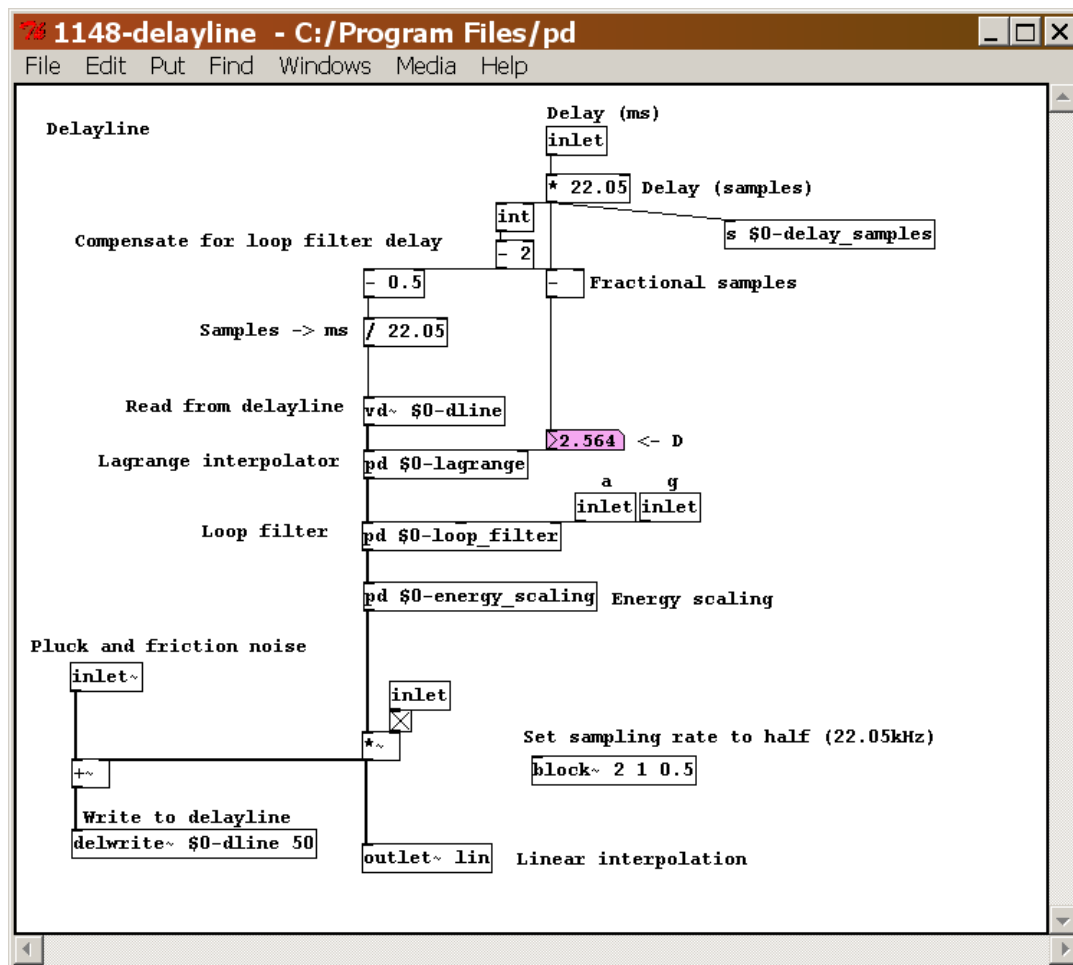 1148-delayline - C:/Program Files/pd
File Edit Put Find Windows Media Help
Delay (ms)
Delayline
inlet
* 22.05 Delay (samples)
int
s $0-delay_samples
Compensate for loop filter delay
- 2
- 0.5
- Fractional samples
Samples -> ms / 22.05
Read from delayline vd~ $0-dline
2.564 <- D
Lagrange interpolator pd $0-lagrange
a g
inlet inlet
Loop filter pd $0-loop_filter
pd $0-energy_scaling Energy scaling
Pluck and friction noise
inlet~
inlet
*~
Set sampling rate to half (22.05kHz)
+~
block~ 2 1 0.5
Write to delayline
delwrite~ $0-dline 50
outlet~ lin Linear interpolation